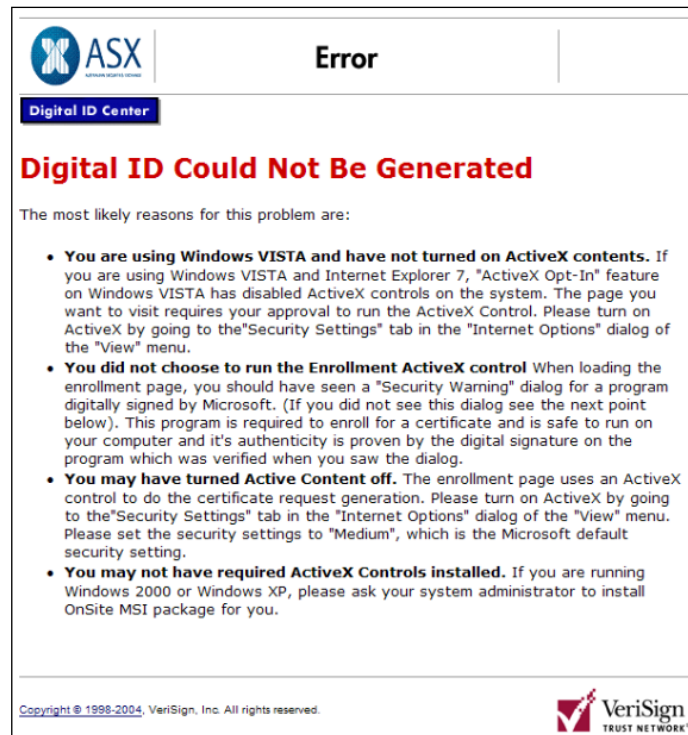 ASX
AUSTRALIAN SECURITIES EXCHANGE
Error
Digital ID Center
Digital ID Could Not Be Generated
The most likely reasons for this problem are:
• You are using Windows VISTA and have not turned on ActiveX contents. If
you are using Windows VISTA and Internet Explorer 7, "ActiveX Opt-In" feature
on Windows VISTA has disabled ActiveX controls on the system. The page you
want to visit requires your approval to run the ActiveX Control. Please turn on
ActiveX by going to the"Security Settings" tab in the "Internet Options" dialog of
the "View" menu.
• You did not choose to run the Enrollment ActiveX control When loading the
enrollment page, you should have seen a "Security Warning" dialog for a program
digitally signed by Microsoft. (If you did not see this dialog see the next point
below). This program is required to enroll for a certificate and is safe to run on
your computer and it's authenticity is proven by the digital signature on the
program which was verified when you saw the dialog.
• You may have turned Active Content off. The enrollment page uses an ActiveX
control to do the certificate request generation. Please turn on ActiveX by going
to the"Security Settings" tab in the "Internet Options" dialog of the "View" menu.
Please set the security settings to "Medium", which is the Microsoft default
security setting.
• You may not have required ActiveX Controls installed. If you are running
Windows 2000 or Windows XP, please ask your system administrator to install
OnSite MSI package for you.
Copyright © 1998-2004, VeriSign, Inc. All rights reserved.
VeriSign
TRUST NETWORK